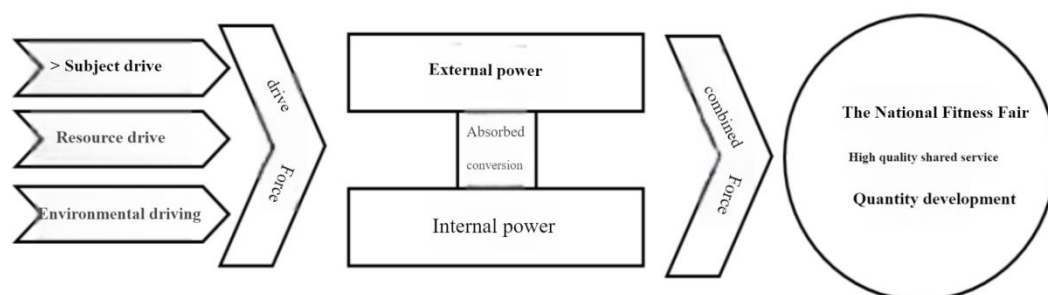 > Subject drive
Resource drive
Environmental driving
drive
Force
External power
Absorbed
conversion
Internal power
combined
Force
The National Fitness Fair
High quality shared service
Quantity development